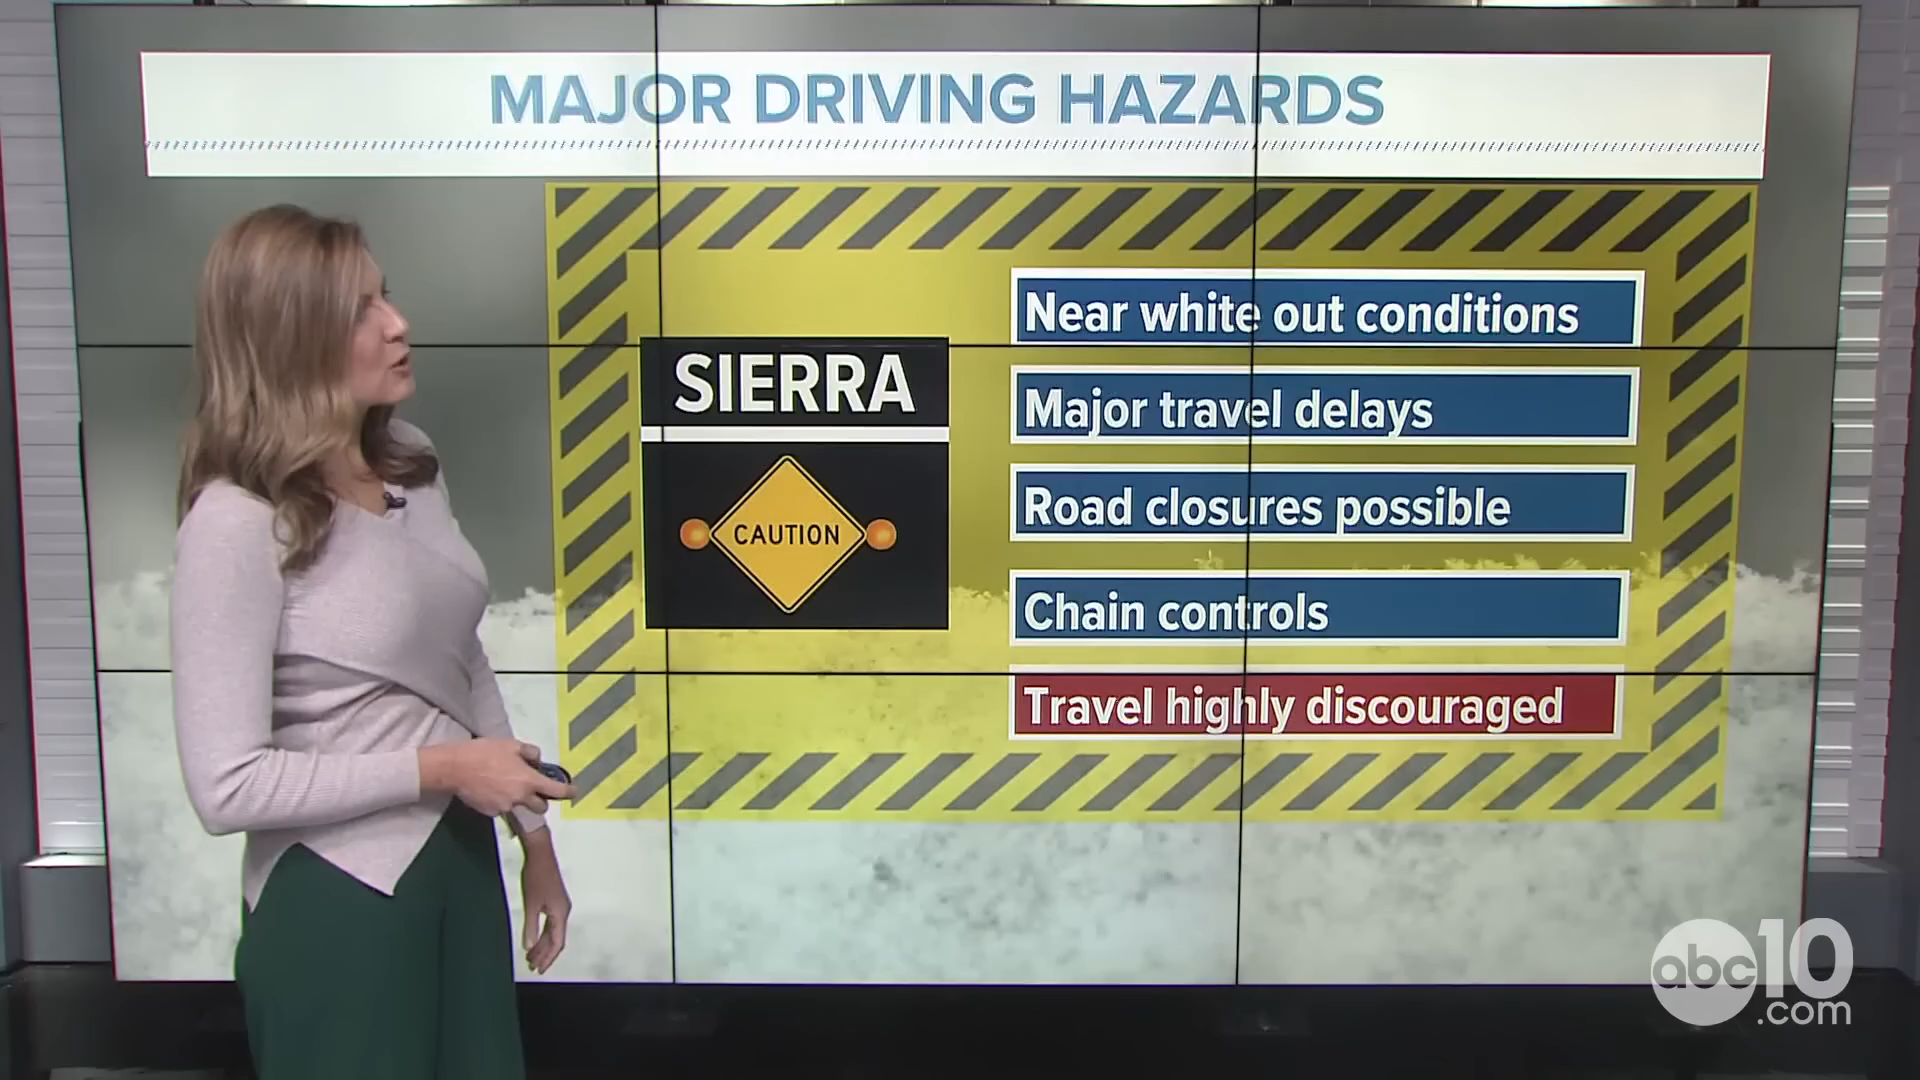 MAJOR DRIVING HAZARDS
SIERRA
CAUTION
Near white out conditions
Major travel delays
Road closures possible
Chain controls
Travel highly discouraged
abc10
.com